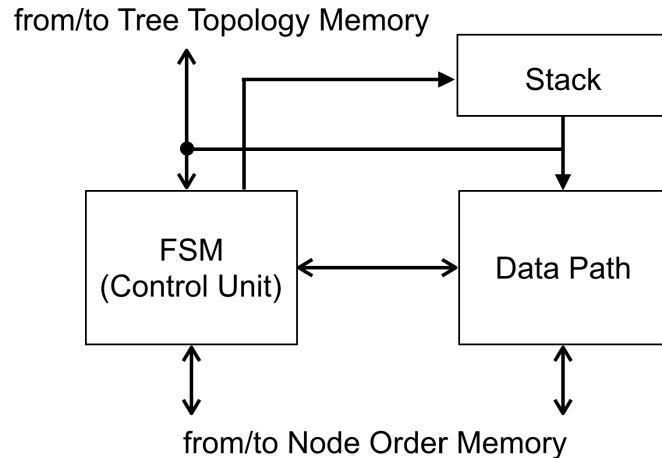 from/to Tree Topology Memory
Stack
FSM
(Control Unit)
Data Path
from/to Node Order Memory